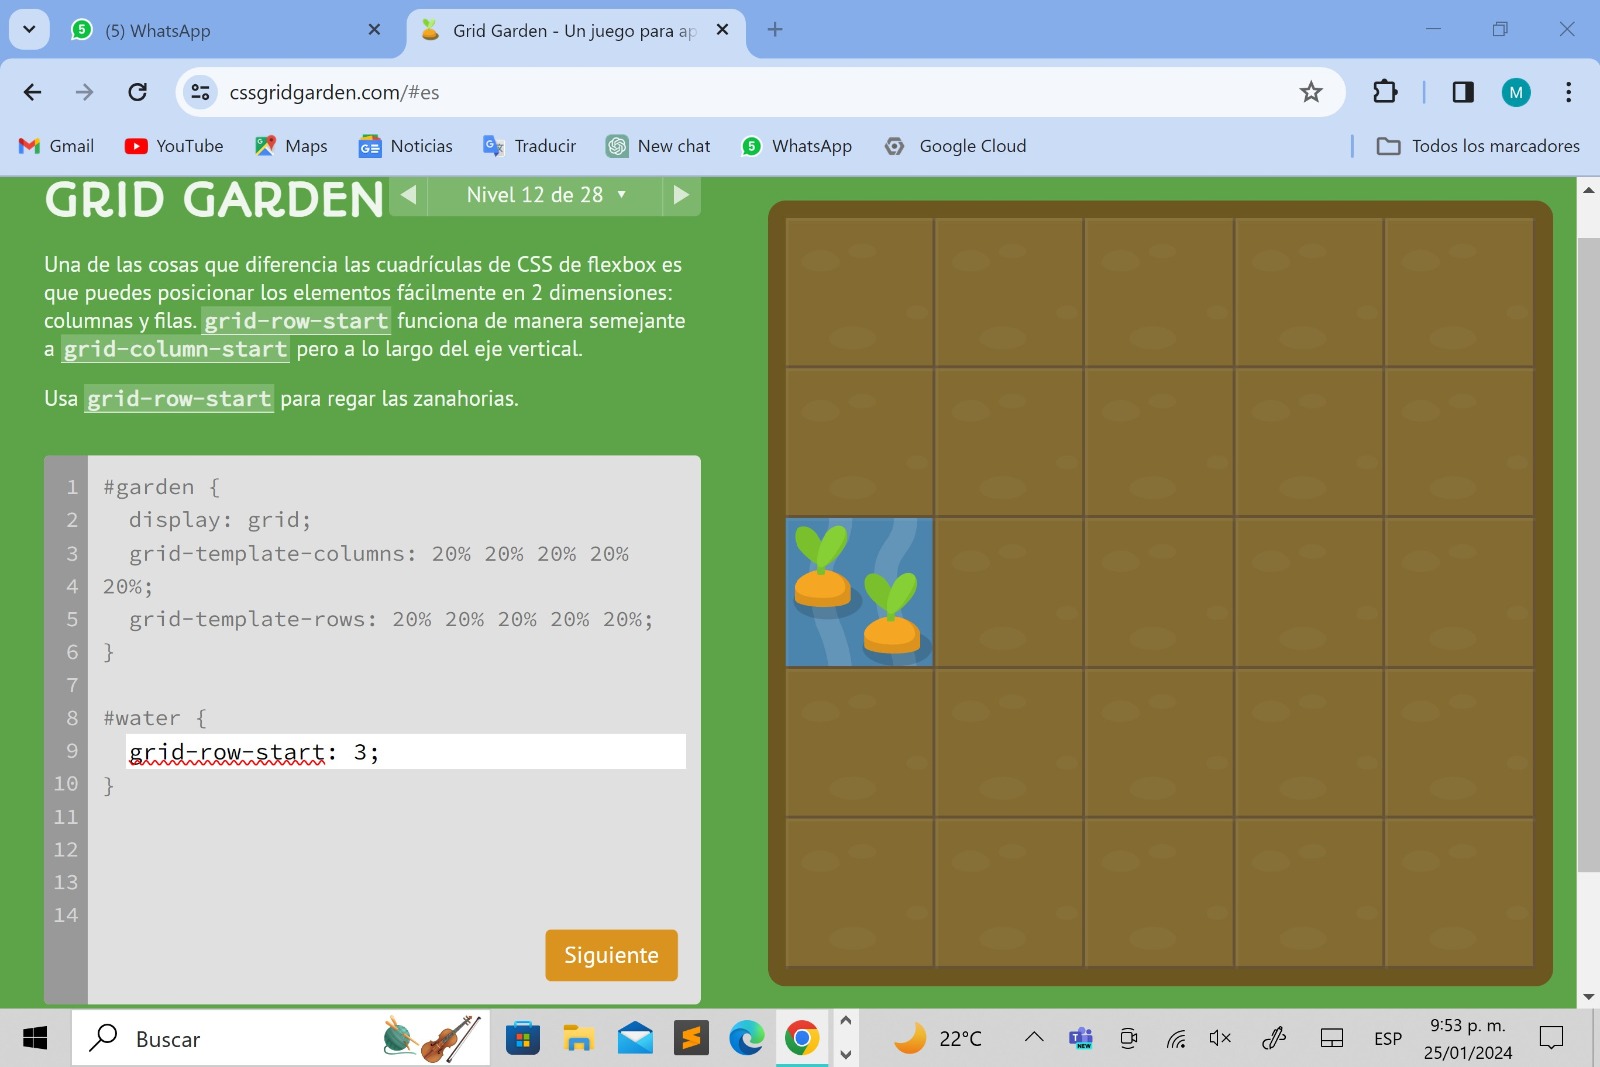 5 (5) WhatsApp
Grid Garden - Un juego para ap
cssgridgarden.com/#es
M
Gmail YouTube Maps Noticias Traducir New chat 5 WhatsApp Google Cloud Todos los marcadores
GRID GARDEN
Nivel 12 de 28
Una de las cosas que diferencia las cuadrículas de CSS de flexbox es
que puedes posicionar los elementos fácilmente en 2 dimensiones:
columnas y filas. grid-row-start funciona de manera semejante
a grid-column-start pero a lo largo del eje vertical.
Usa grid-row-start para regar las zanahorias.
1 #garden {
2 display: grid;
3 grid-template-columns: 20% 20% 20% 20%
4 20%;
5 grid-template-rows: 20% 20% 20% 20% 20%;
6 }
7
8 #water {
9 grid-row-start: 3;
10 }
11
12
13
14
Siguiente
Buscar
22°C
NEW
ESP
9:53 p. m.
25/01/2024